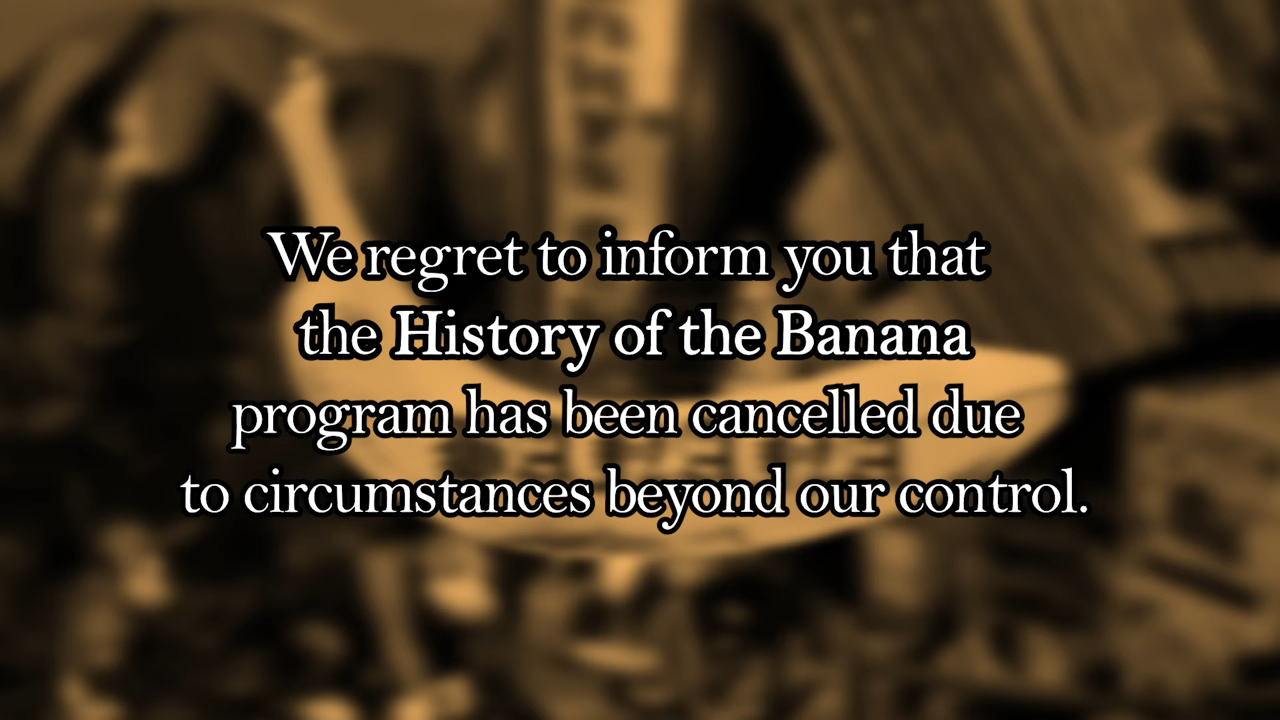 We regret to inform you that
the History of the Banana
program has been cancelled due
to circumstances beyond our control.